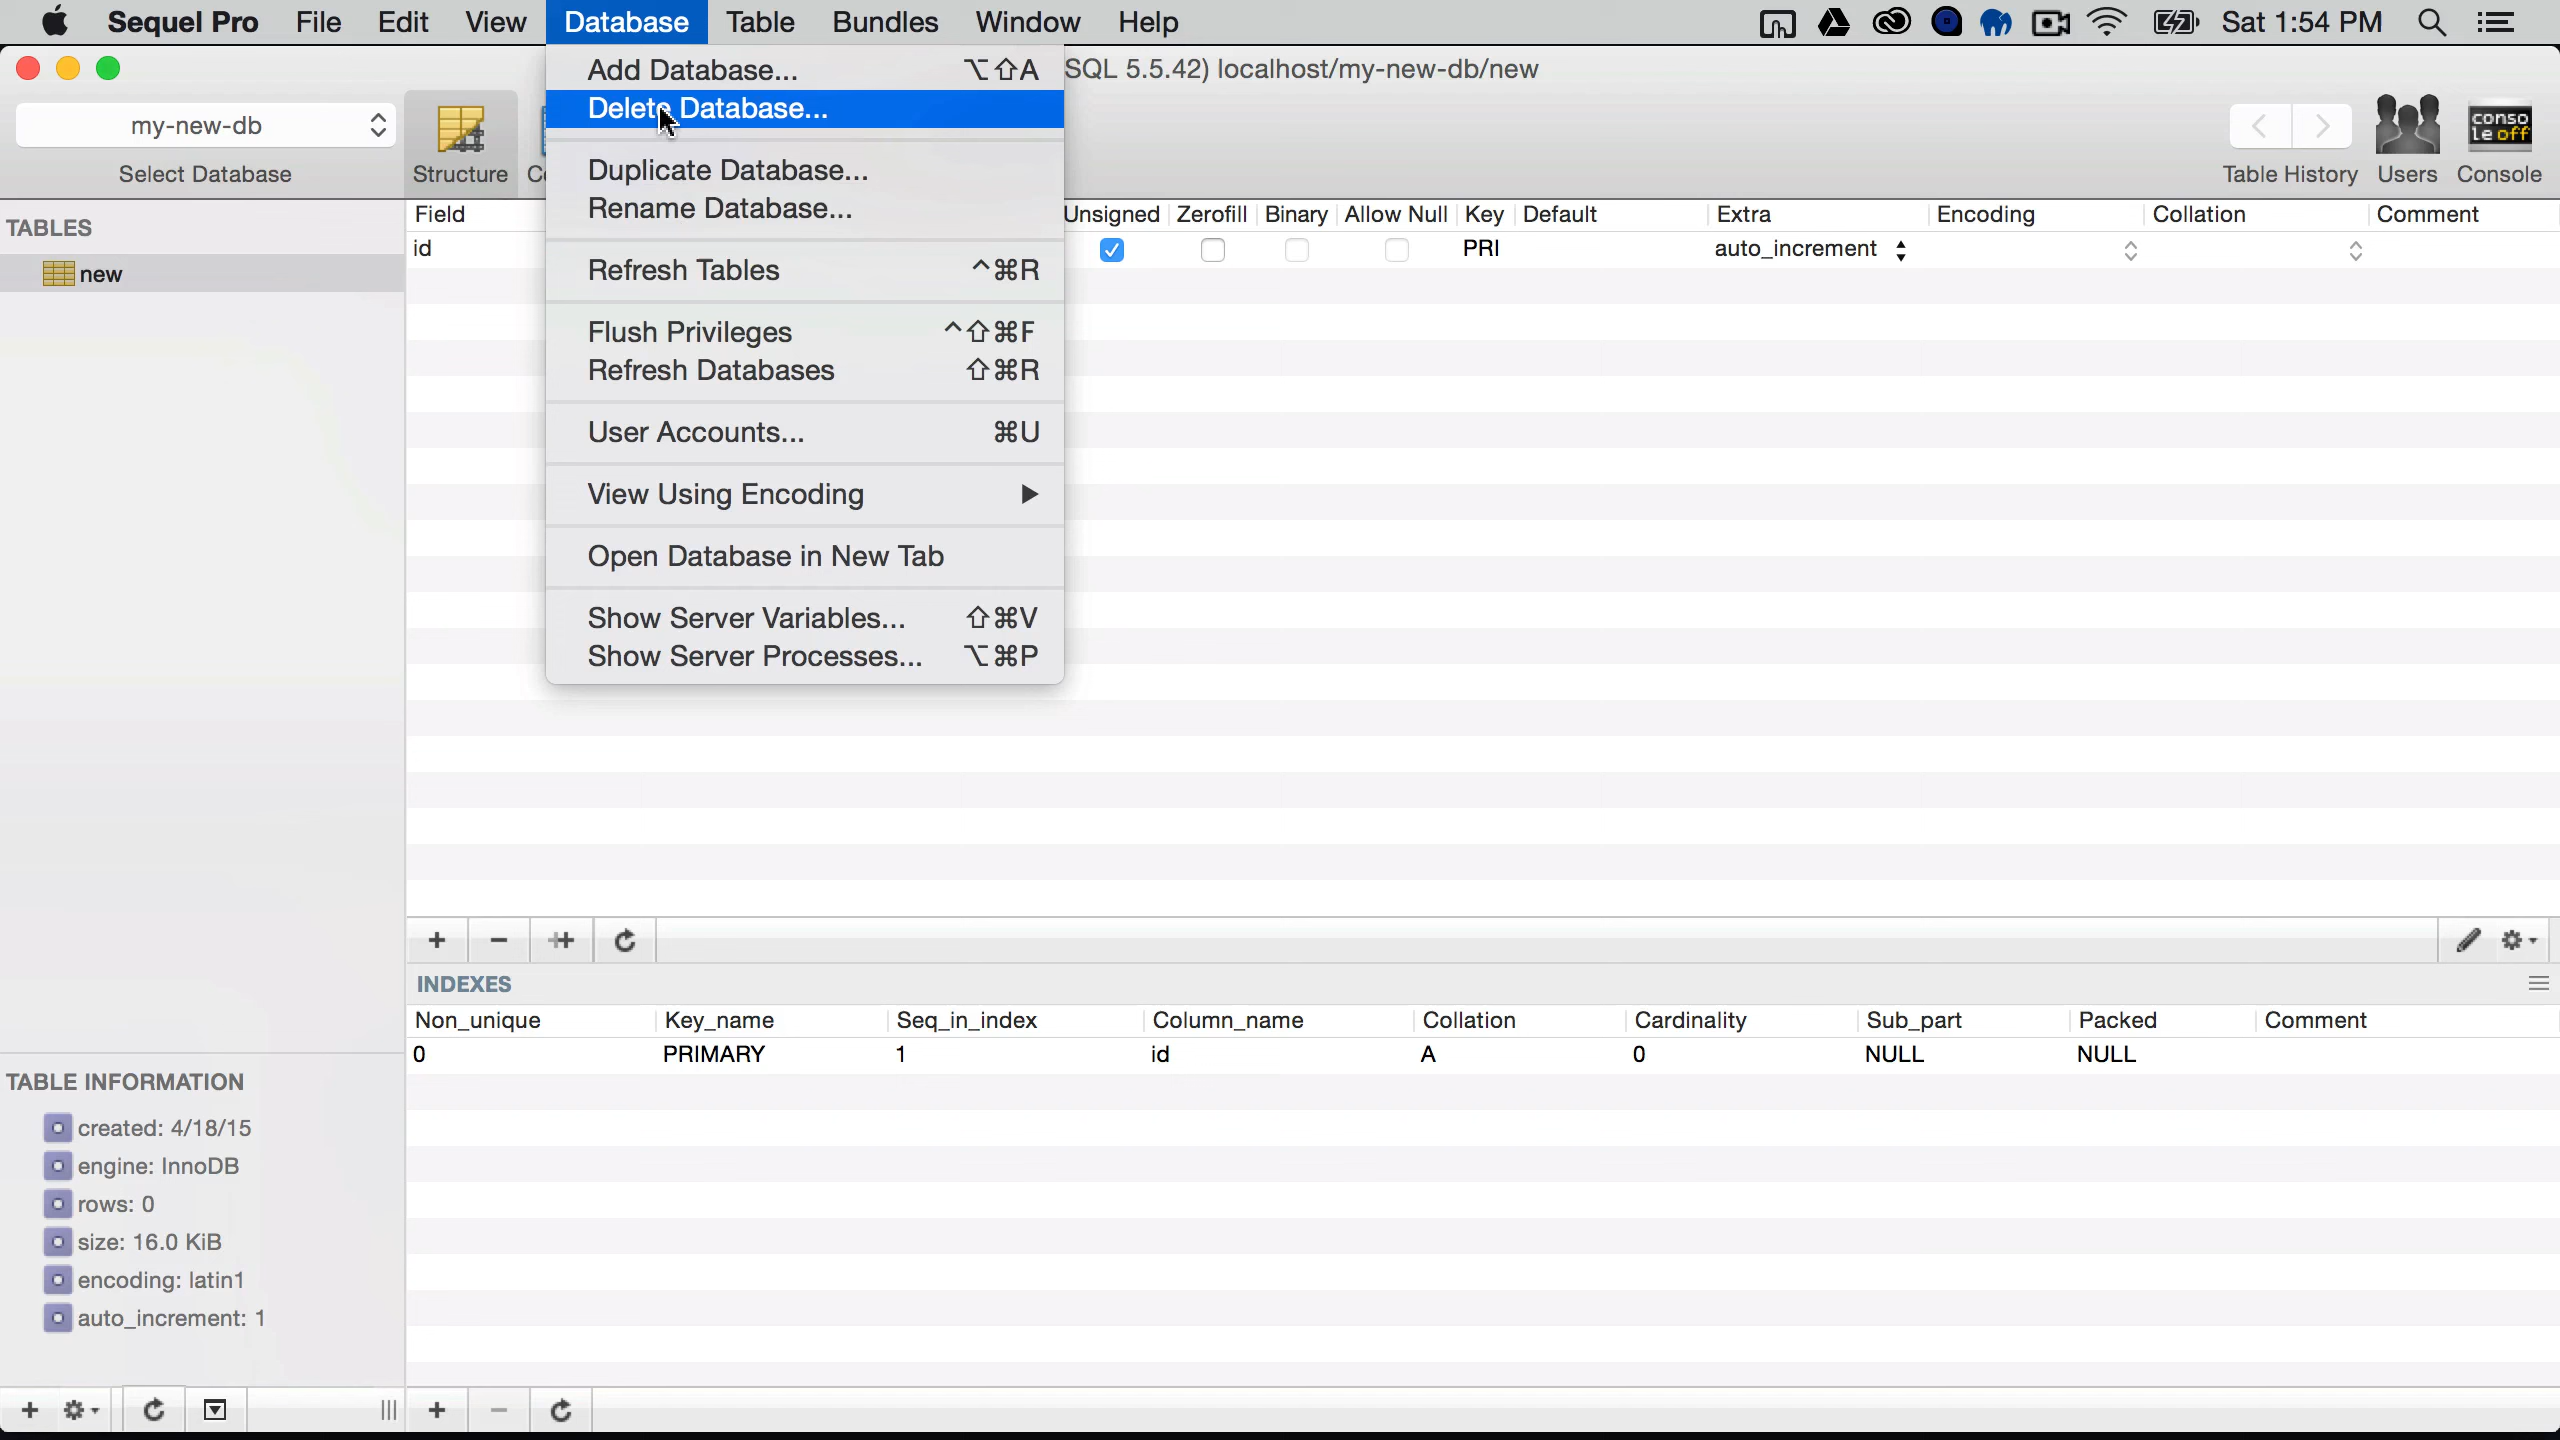 Sequel Pro File Edit View Database Table Bundles Window Help Sat 1:54 PM
Add Database... ⌥⇧A
SQL 5.5.42) localhost/my-new-db/new
Delete Database...
my-new-db
conso
le off
Select Database
Structure
Table History Users Console
Duplicate Database...
Rename Database...
TABLES
new
Field Unsigned Zerofill Binary Allow Null Key Default Extra Encoding Collation Comment
id PRI auto_increment
Refresh Tables ^⌘R
Flush Privileges ^⇧⌘F
Refresh Databases ⇧⌘R
User Accounts... ⌘U
View Using Encoding ▶
Open Database in New Tab
Show Server Variables... ⇧⌘V
Show Server Processes... ⌥⌘P
INDEXES
Non_unique Key_name Seq_in_index Column_name Collation Cardinality Sub_part Packed Comment
0 PRIMARY 1 id A 0 NULL NULL
TABLE INFORMATION
created: 4/18/15
engine: InnoDB
rows: 0
size: 16.0 KiB
encoding: latin1
auto_increment: 1